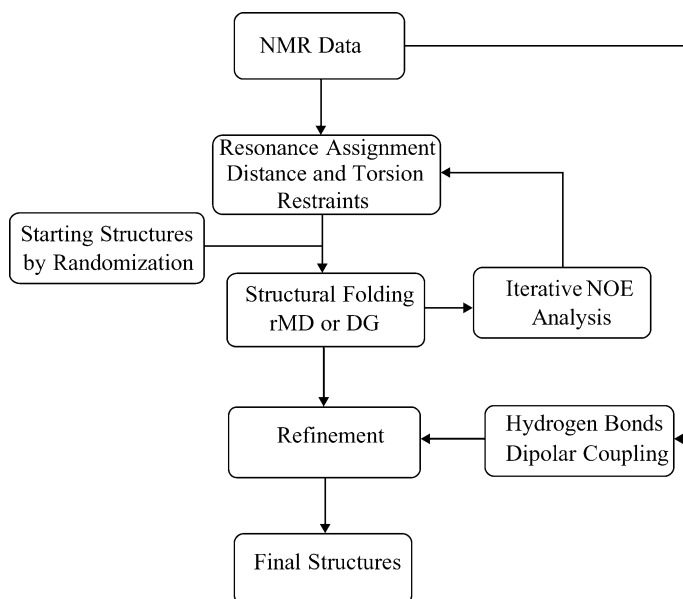 NMR Data
Resonance Assignment
Distance and Torsion
Restraints
Starting Structures
by Randomization
Structural Folding
rMD or DG
Iterative NOE
Analysis
Refinement
Hydrogen Bonds
Dipolar Coupling
Final Structures